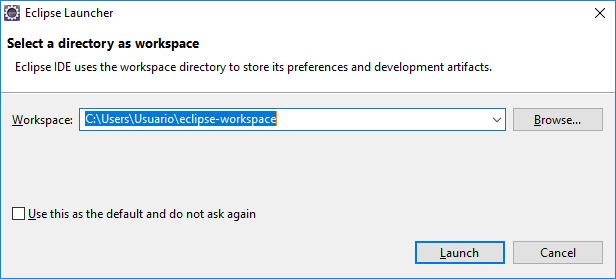 Eclipse Launcher
Select a directory as workspace
Eclipse IDE uses the workspace directory to store its preferences and development artifacts.
Workspace: C:\Users\Usuario\eclipse-workspace Browse...
Use this as the default and do not ask again
Launch Cancel